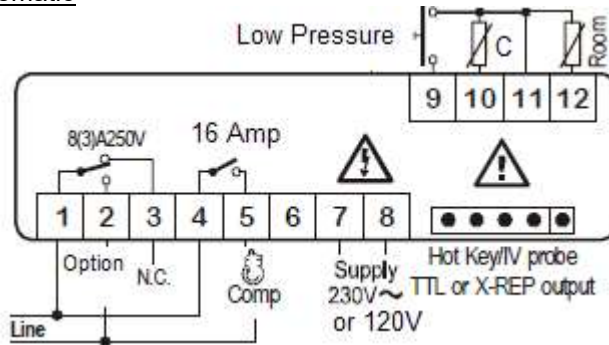 Low Pressure
C
Room
9 10 11 12
8(3)A250V
16 Amp
1 2 3 4 5 6 7 8
Option
N.C.
Comp
Supply
230V~
or 120V
Hot Key/IV probe
TTL or X-REP output
Line